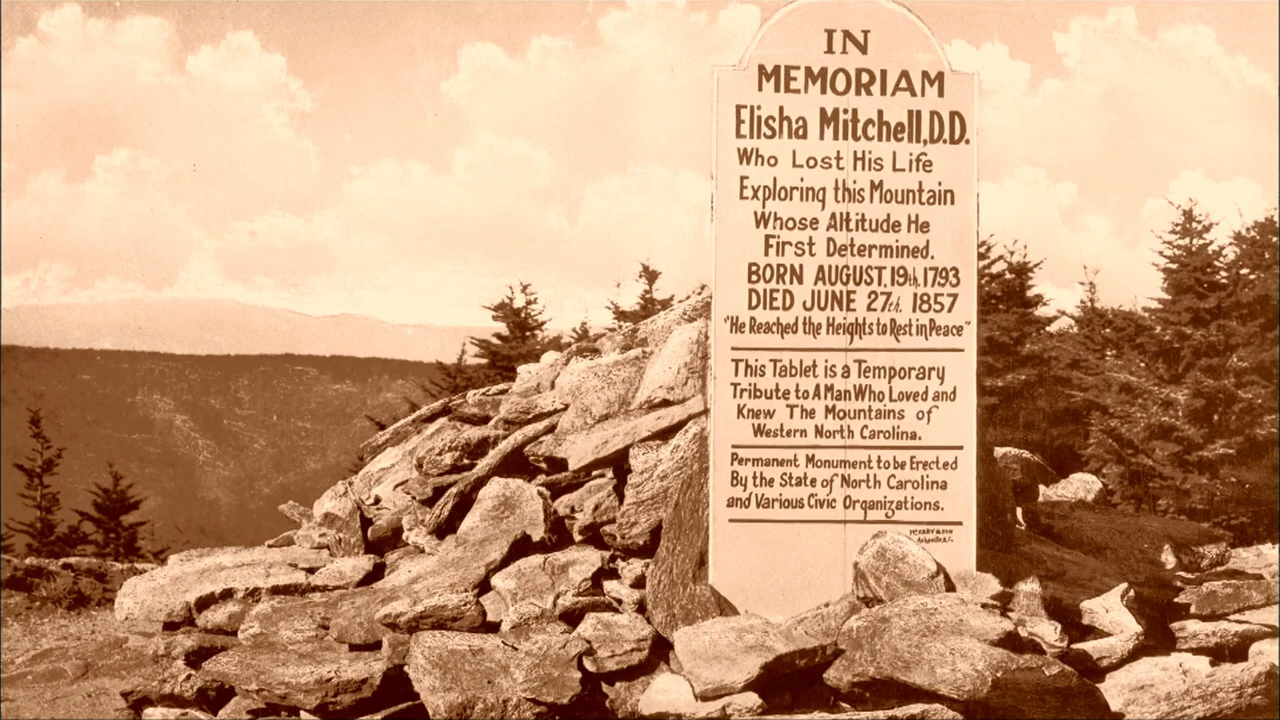 IN
MEMORIAM
Elisha Mitchell, D.D.
Who Lost His Life
Exploring this Mountain
Whose Altitude He
First Determined.
BORN AUGUST, 19th, 1793
DIED JUNE 27th. 1857
"He Reached the Heights to Rest in Peace"
This Tablet is a Temporary
Tribute to A Man Who Loved and
Knew The Mountains of
Western North Carolina.
Permanent Monument to be Erected
By the State of North Carolina
and Various Civic Organizations.
& SON
Asheville, N.C.